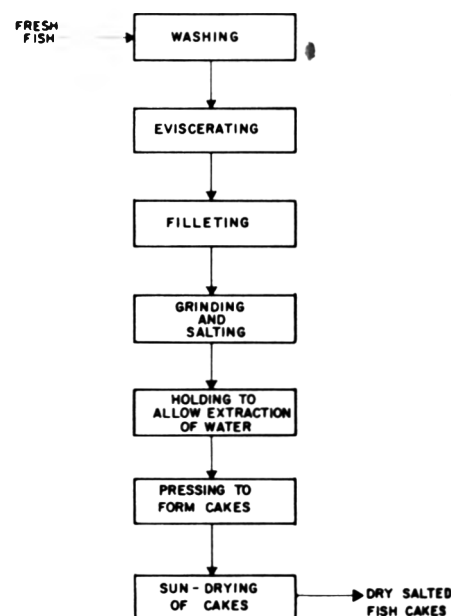 FRESH
FISH
WASHING
EVISCERATING
FILLETING
GRINDING
AND
SALTING
HOLDING TO
ALLOW EXTRACTION
OF WATER
PRESSING TO
FORM CAKES
SUN-DRYING
OF CAKES
DRY SALTED
FISH CAKES